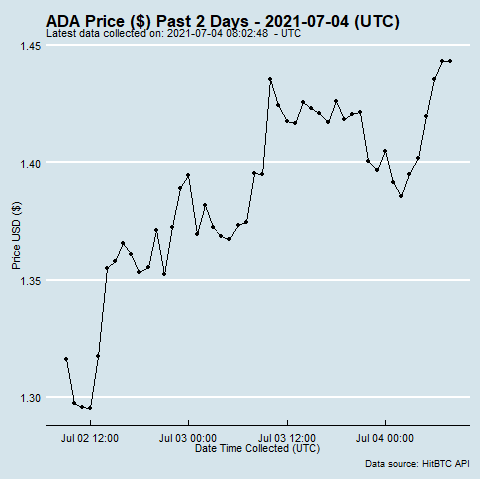 ADA Price ($) Past 2 Days - 2021-07-04 (UTC)
Latest data collected on: 2021-07-04 08:02:48 - UTC
1.45
1.40
1.35
1.30
Price USD ($)
Jul 02 12:00 Jul 03 00:00 Jul 03 12:00 Jul 04 00:00
Date Time Collected (UTC)
Data source: HitBTC API